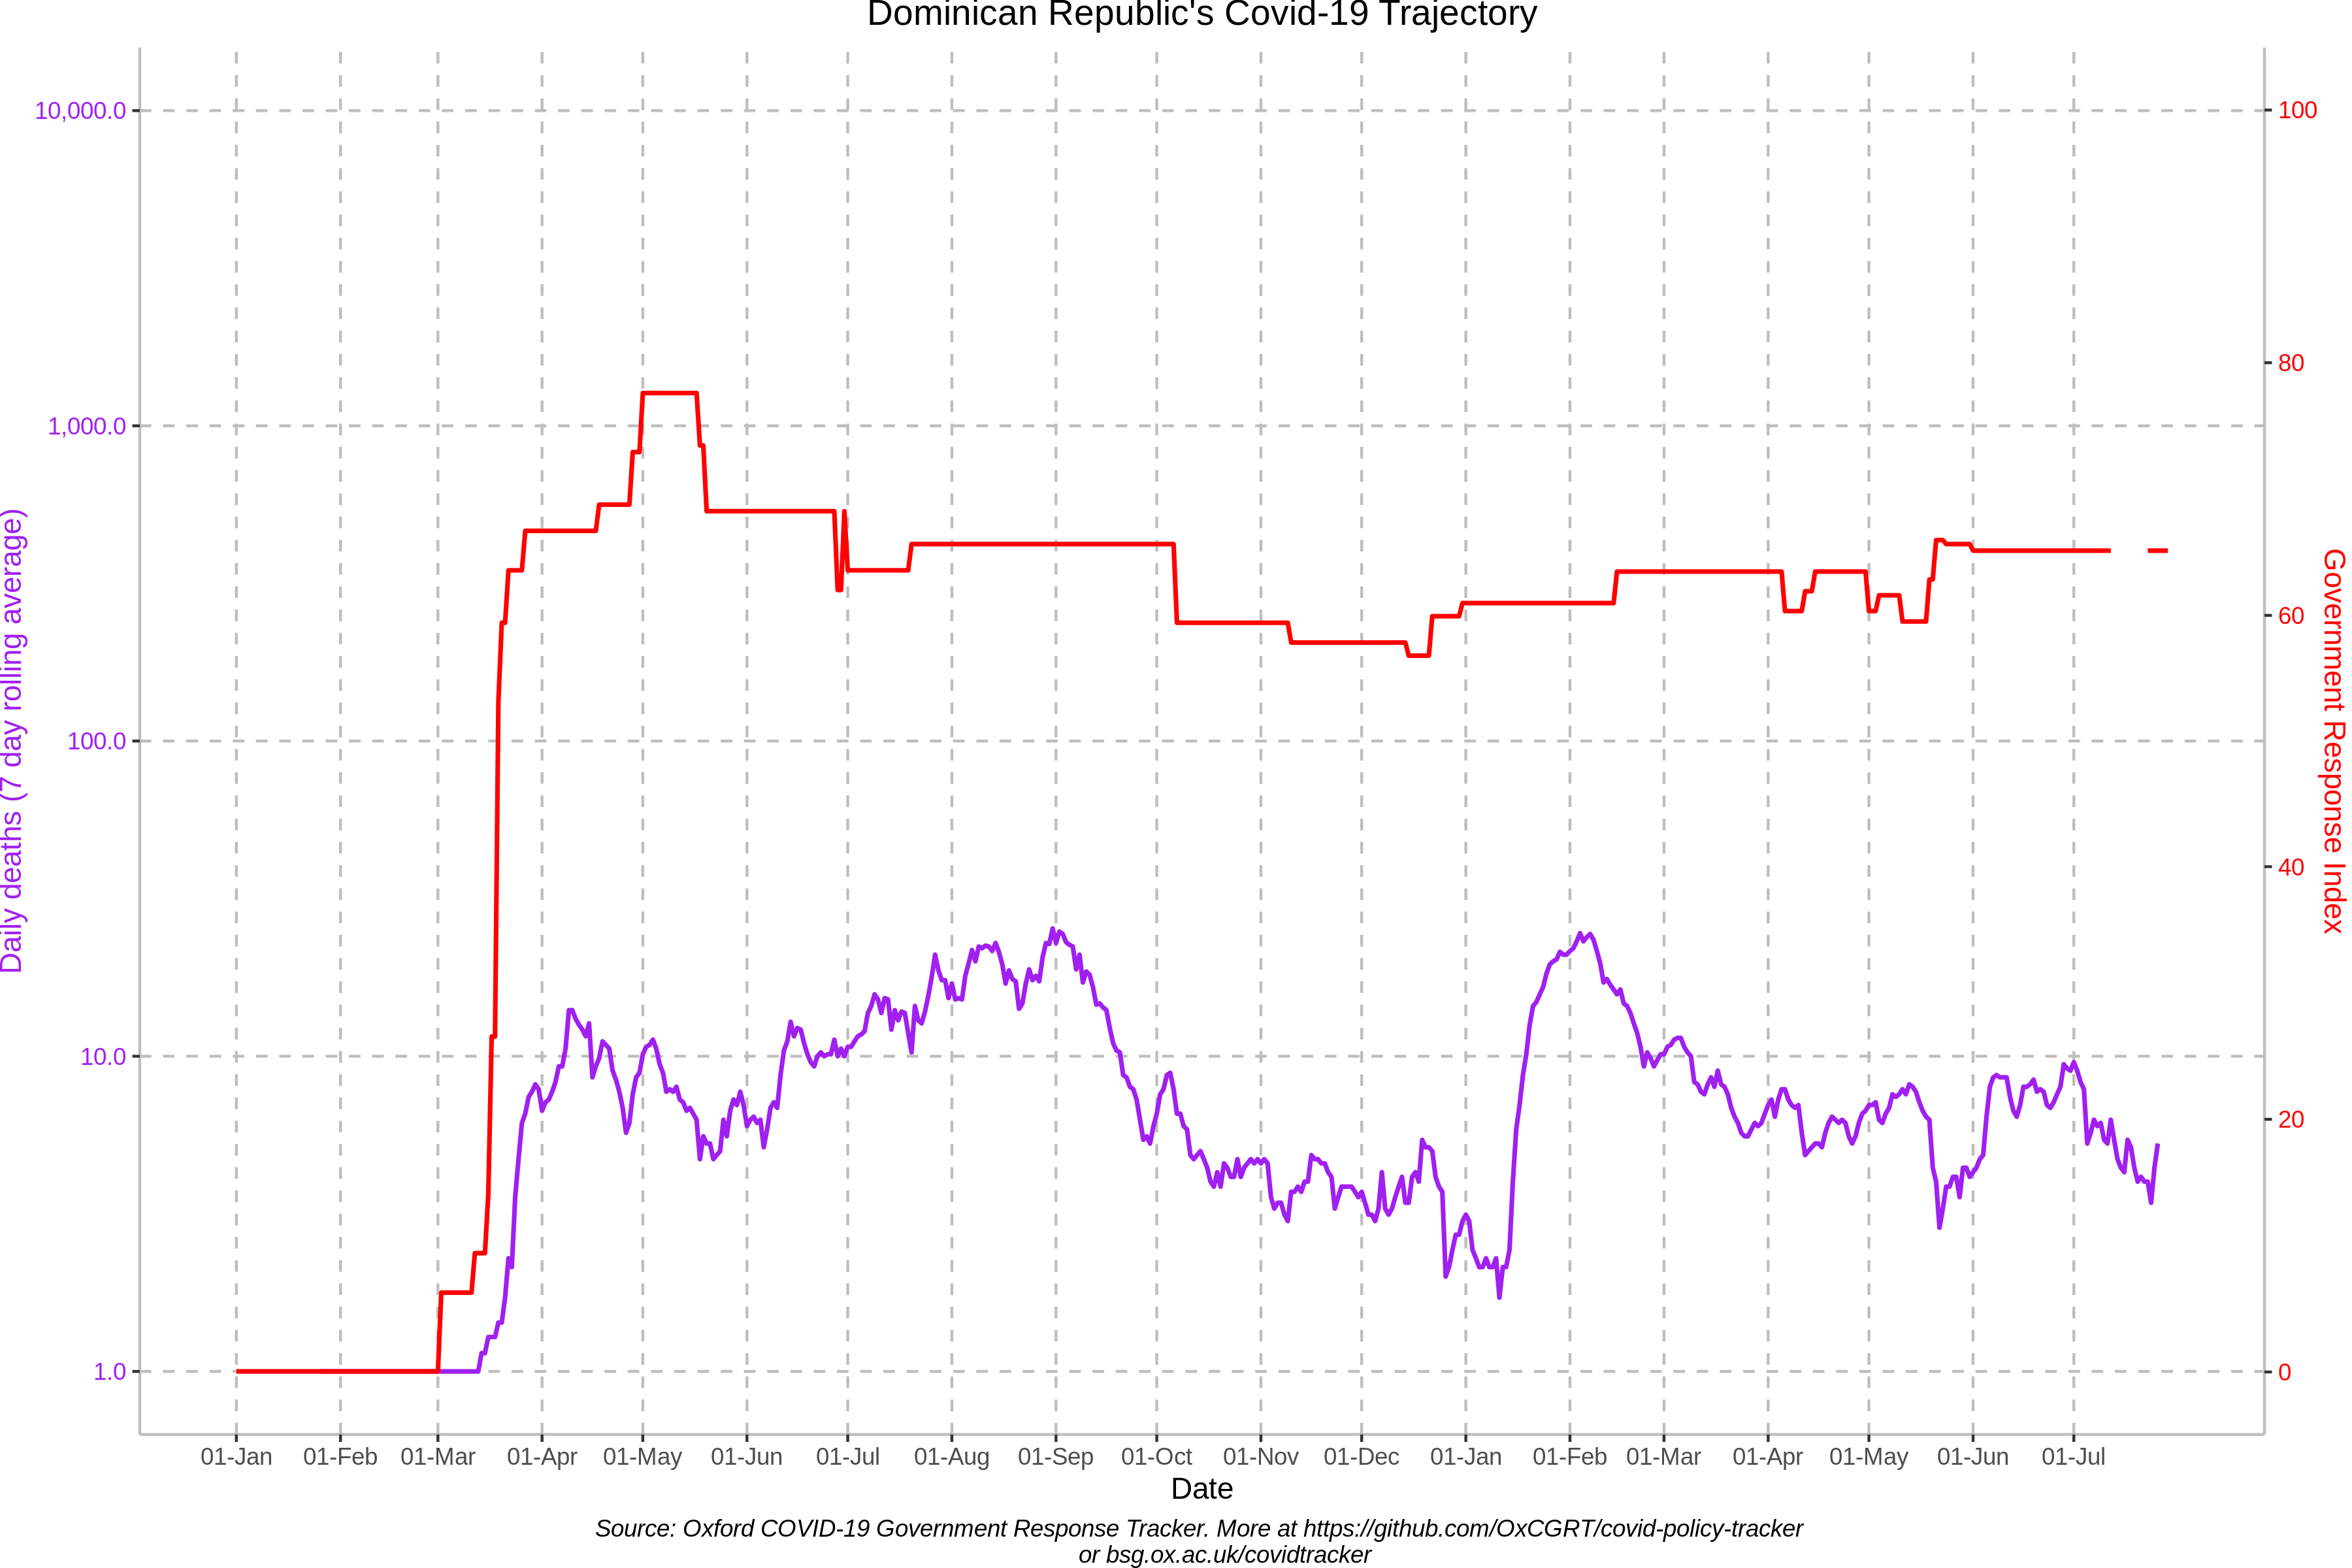 Dominican Republic's Covid-19 Trajectory
10,000.0
1,000.0
100.0
10.0
1.0
Daily deaths (7 day rolling average)
100
80
60
40
20
0
Government Response Index
01-Jan 01-Feb 01-Mar 01-Apr 01-May 01-Jun 01-Jul 01-Aug 01-Sep 01-Oct 01-Nov 01-Dec 01-Jan 01-Feb 01-Mar 01-Apr 01-May 01-Jun 01-Jul
Date
Source: Oxford COVID-19 Government Response Tracker. More at https://github.com/OxCGRT/covid-policy-tracker
or bsg.ox.ac.uk/covidtracker